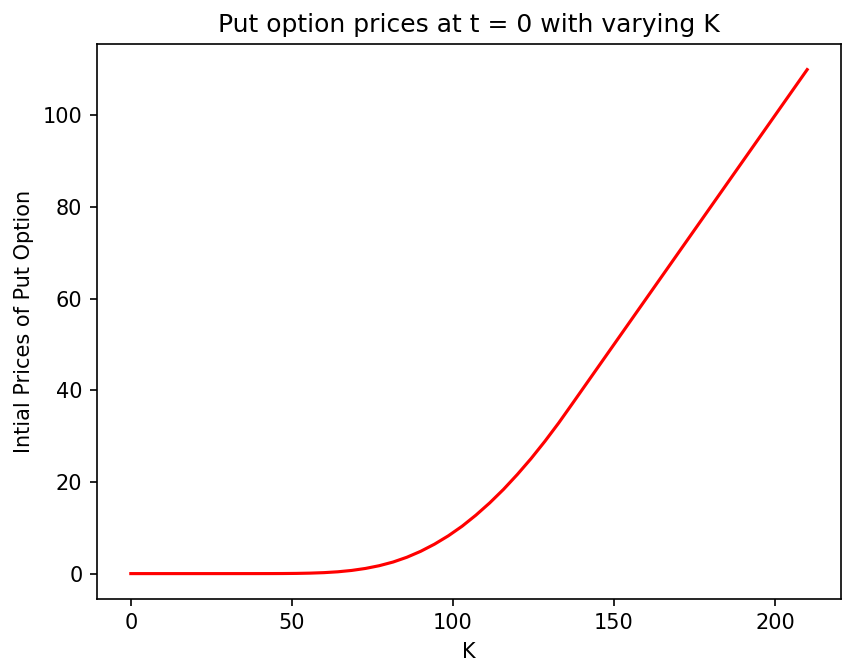 Put option prices at t = 0 with varying K
Intial Prices of Put Option
100
80
60
40
20
0
0 50 100 150 200
K